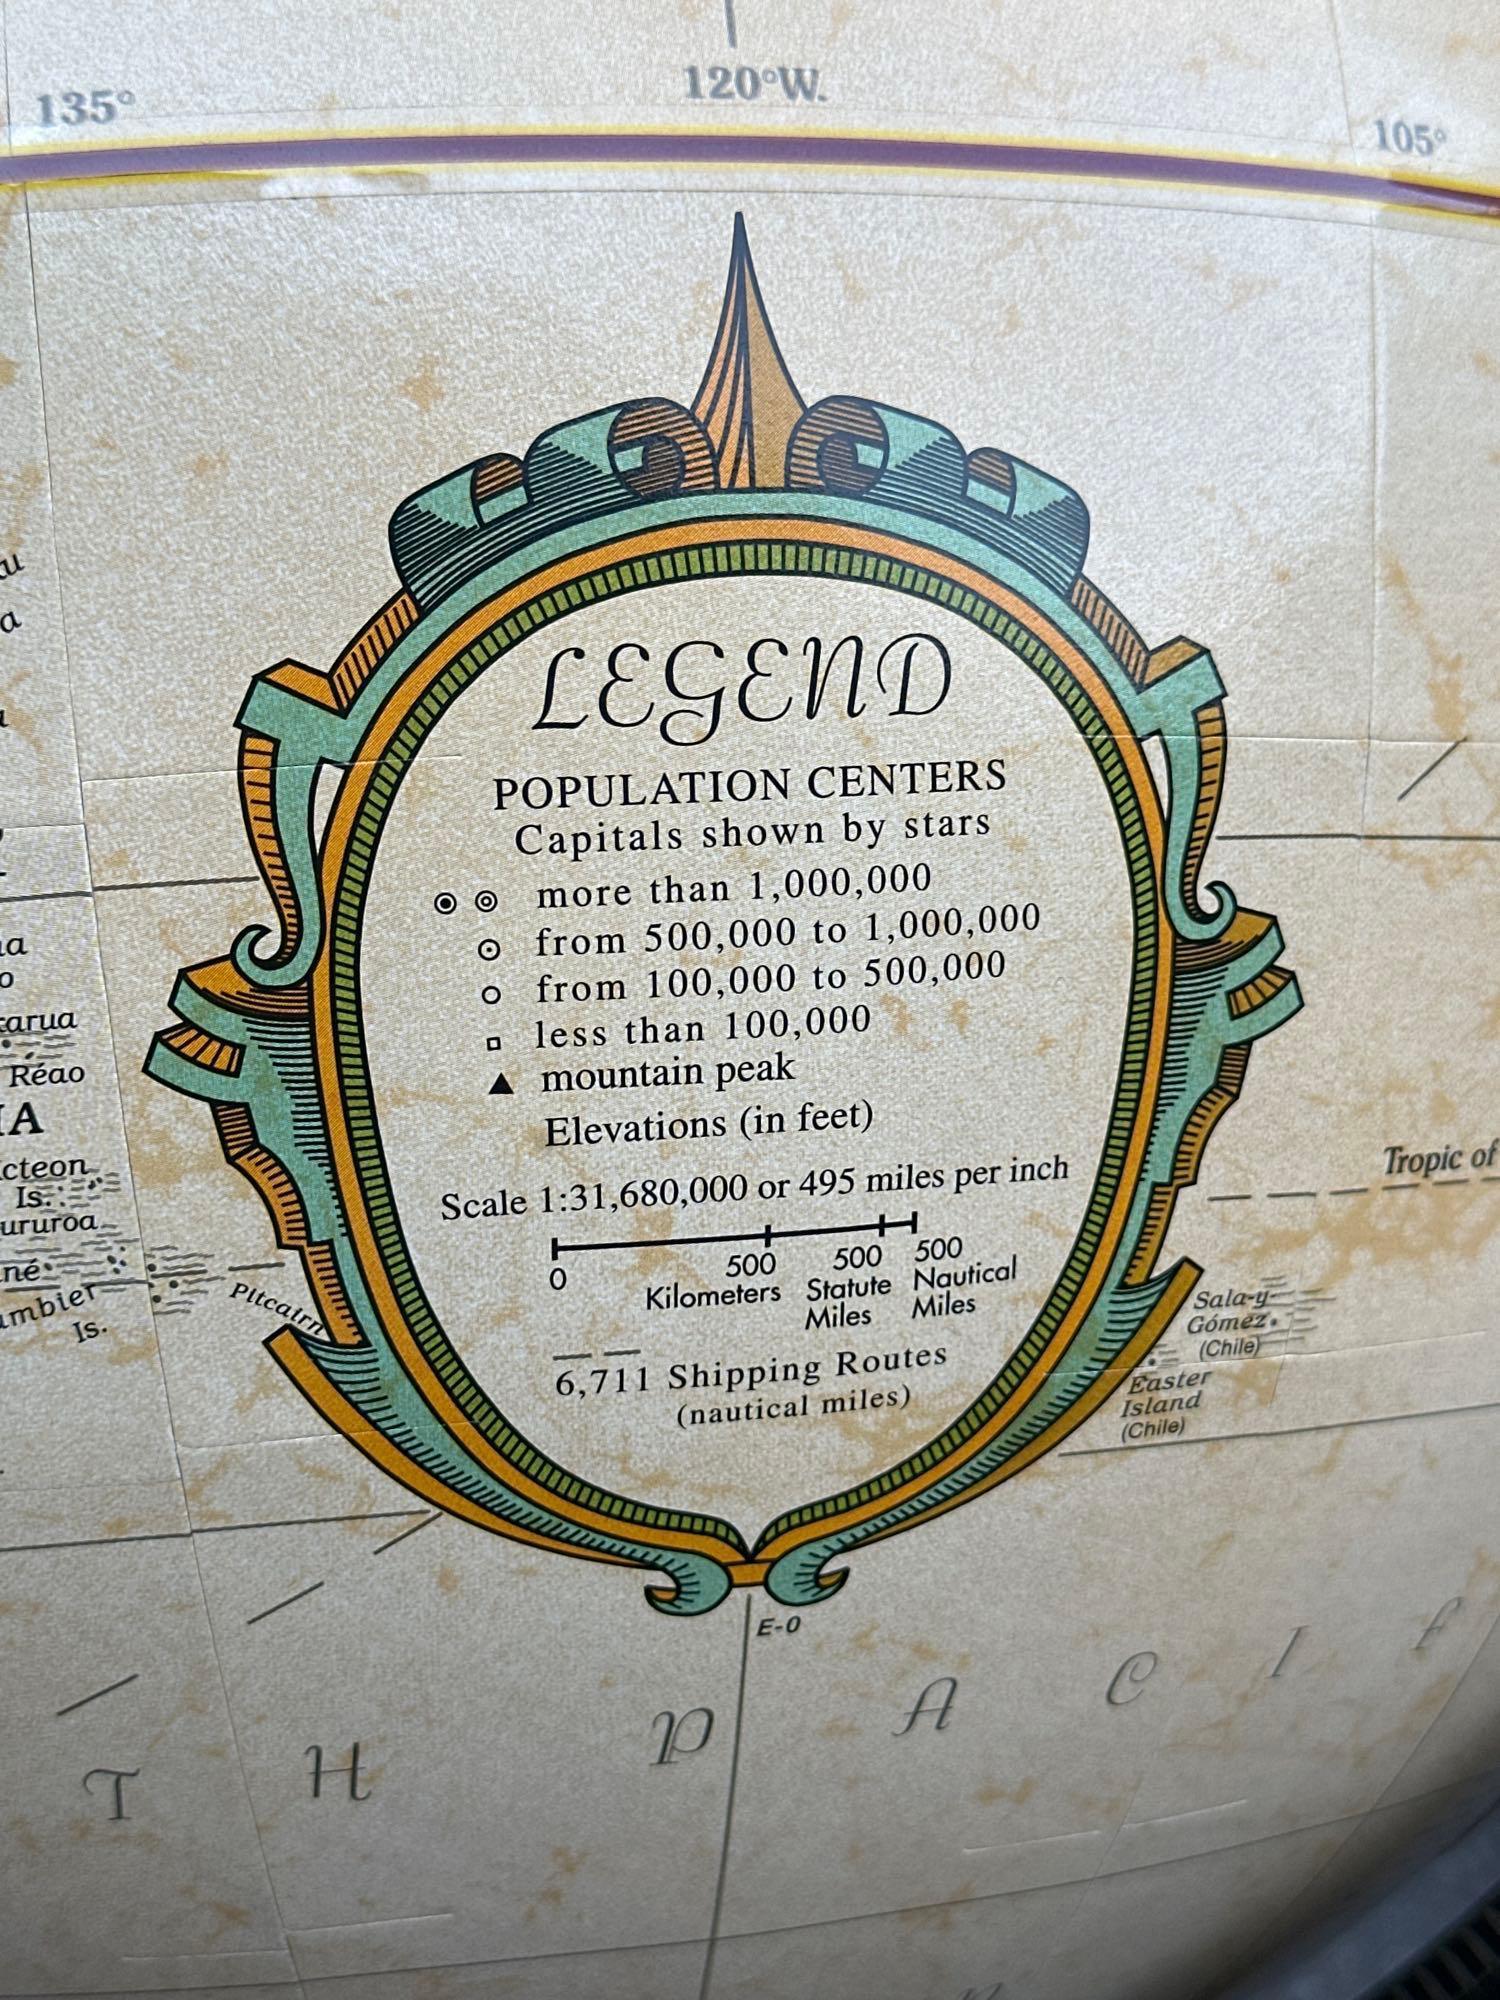 135°
120°W.
105°
LEGEND
POPULATION CENTERS
Capitals shown by stars
more than 1,000,000
from 500,000 to 1,000,000
from 100,000 to 500,000
less than 100,000
mountain peak
Elevations (in feet)
Scale 1:31,680,000 or 495 miles per inch
0 500 500 500
Kilometers Statute Nautical
Miles Miles
6,711 Shipping Routes
(nautical miles)
Réao
IA
Is.
Pitcairn
Is.
Tropic of
Sala-y-
Gómez
(Chile)
Easter
Island
(Chile)
E-0
T H P A C I F